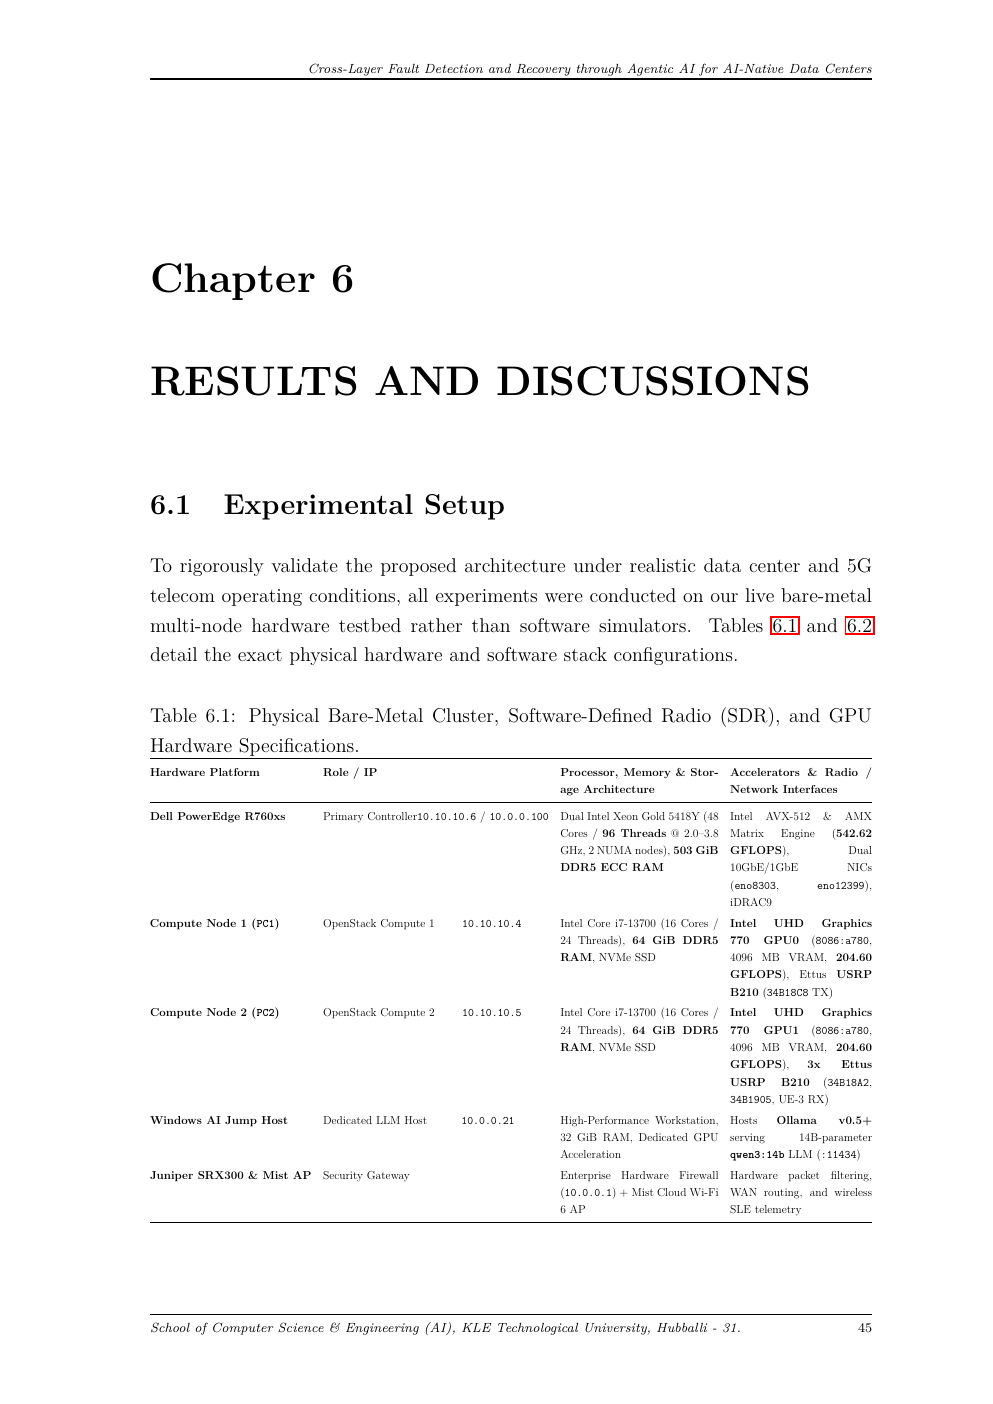 Cross-Layer Fault Detection and Recovery through Agentic AI for AI-Native Data Centers
Chapter 6
RESULTS AND DISCUSSIONS
6.1 Experimental Setup
To rigorously validate the proposed architecture under realistic data center and 5G
telecom operating conditions, all experiments were conducted on our live bare-metal
multi-node hardware testbed rather than software simulators. Tables 6.1 and 6.2
detail the exact physical hardware and software stack configurations.
Table 6.1: Physical Bare-Metal Cluster, Software-Defined Radio (SDR), and GPU
Hardware Specifications.
Hardware Platform
Role / IP
Processor, Memory & Stor-
age Architecture
Accelerators & Radio /
Network Interfaces
Dell PowerEdge R760xs
Primary Controller10.10.10.6 / 10.0.0.100
Dual Intel Xeon Gold 5418Y (48
Cores / 96 Threads @ 2.0–3.8
GHz, 2 NUMA nodes), 503 GiB
DDR5 ECC RAM
Intel AVX-512 & AMX
Matrix Engine (542.62
GFLOPS), Dual
10GbE/1GbE NICs
(eno8303, eno12399),
iDRAC9
Compute Node 1 (PC1)
OpenStack Compute 1 10.10.10.4
Intel Core i7-13700 (16 Cores /
24 Threads), 64 GiB DDR5
RAM, NVMe SSD
Intel UHD Graphics
770 GPU0 (8086:a780,
4096 MB VRAM, 204.60
GFLOPS), Ettus USRP
B210 (34B18C8 TX)
Compute Node 2 (PC2)
OpenStack Compute 2 10.10.10.5
Intel Core i7-13700 (16 Cores /
24 Threads), 64 GiB DDR5
RAM, NVMe SSD
Intel UHD Graphics
770 GPU1 (8086:a780,
4096 MB VRAM, 204.60
GFLOPS), 3x Ettus
USRP B210 (34B18A2,
34B1905, UE-3 RX)
Windows AI Jump Host
Dedicated LLM Host 10.0.0.21
High-Performance Workstation,
32 GiB RAM, Dedicated GPU
Acceleration
Hosts Ollama v0.5+
serving 14B-parameter
qwen3:14b LLM (:11434)
Juniper SRX300 & Mist AP
Security Gateway
Enterprise Hardware Firewall
(10.0.0.1) + Mist Cloud Wi-Fi
6 AP
Hardware packet filtering,
WAN routing, and wireless
SLE telemetry
School of Computer Science & Engineering (AI), KLE Technological University, Hubballi - 31.
45